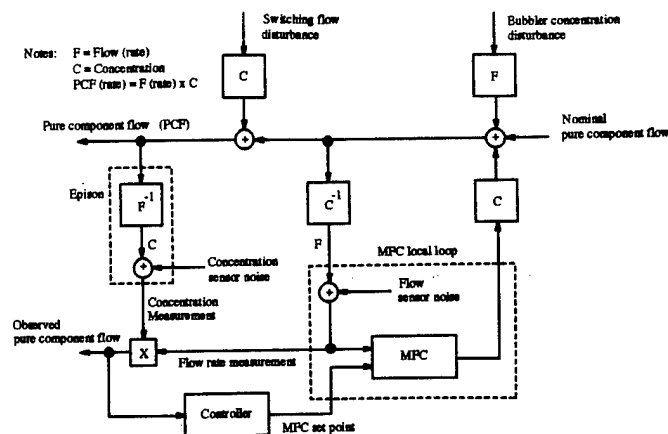 Switching flow
disturbance
Bubbler concentration
disturbance
Notes: F = Flow (rate)
C = Concentration
PCF (rate) = F (rate) x C
C
F
Pure component flow (PCF)
+
+
Nominal
pure component flow
Epison
F-1
C-1
C
C
F
MFC local loop
+
Concentration
sensor noise
+
Flow
sensor noise
Concentration
Measurement
Observed
pure component flow
X
Flow rate measurement
MFC
Controller
MFC set point